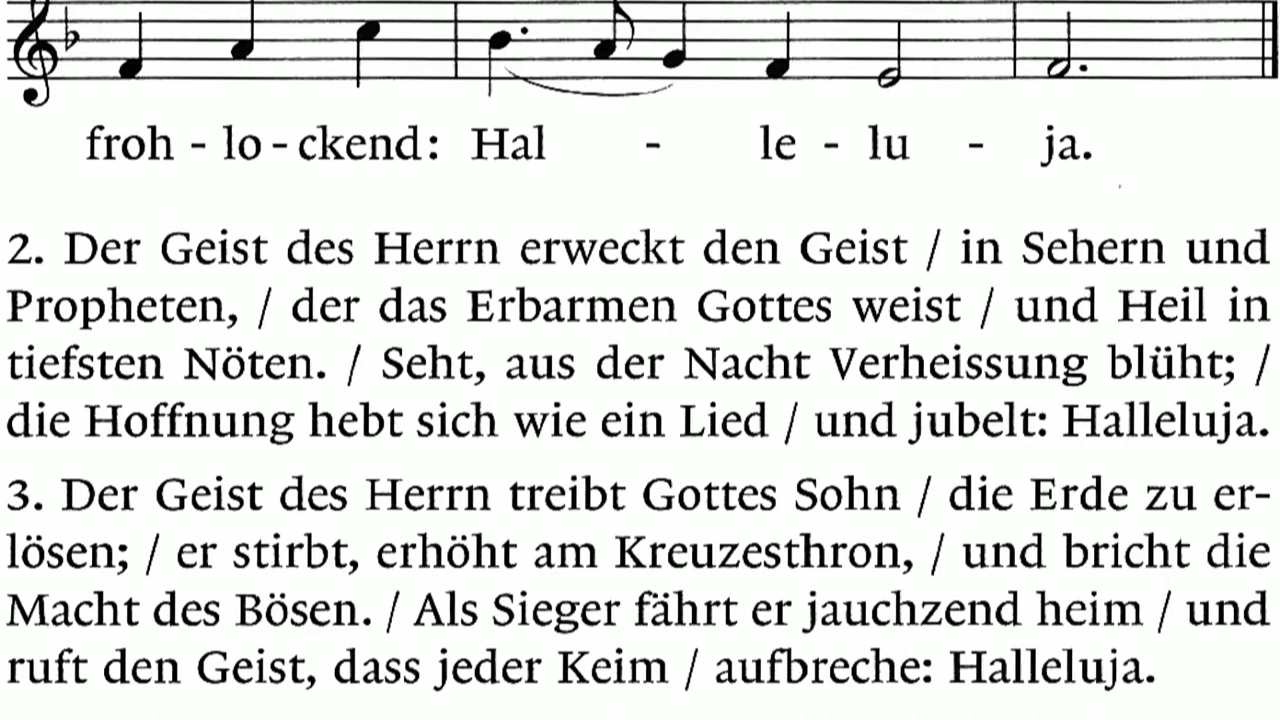 froh - lo - ckend: Hal - le - lu - ja.
2. Der Geist des Herrn erweckt den Geist / in Sehern und
Propheten, / der das Erbarmen Gottes weist / und Heil in
tiefsten Nöten. / Seht, aus der Nacht Verheissung blüht; /
die Hoffnung hebt sich wie ein Lied / und jubelt: Halleluja.
3. Der Geist des Herrn treibt Gottes Sohn / die Erde zu er-
lösen; / er stirbt, erhöht am Kreuzesthron, / und bricht die
Macht des Bösen. / Als Sieger fährt er jauchzend heim / und
ruft den Geist, dass jeder Keim / aufbreche: Halleluja.